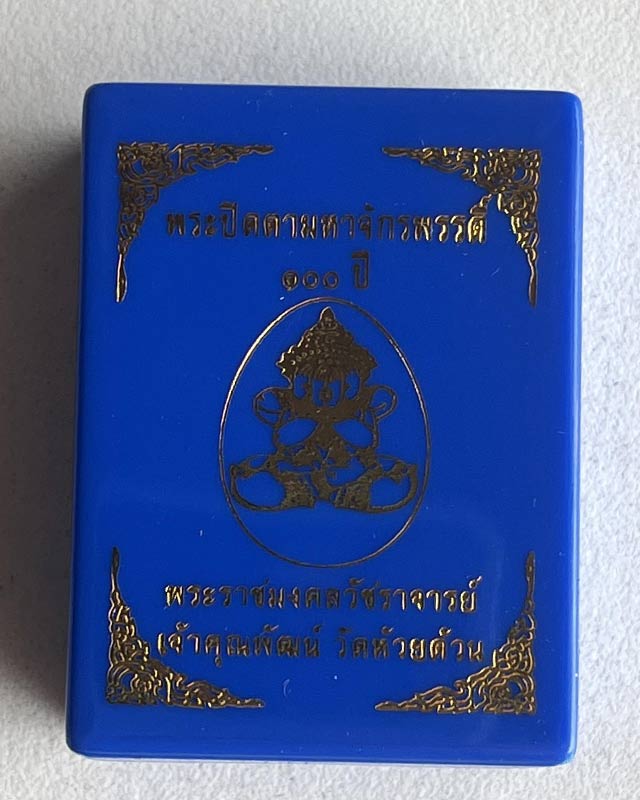 พระปิดตามหาจักรพรรดิ์
๑๐๐ ปี
พระราชมงคลวัชราจารย์
เจ้าคุณพัฒน์ วัดห้วยด้วน